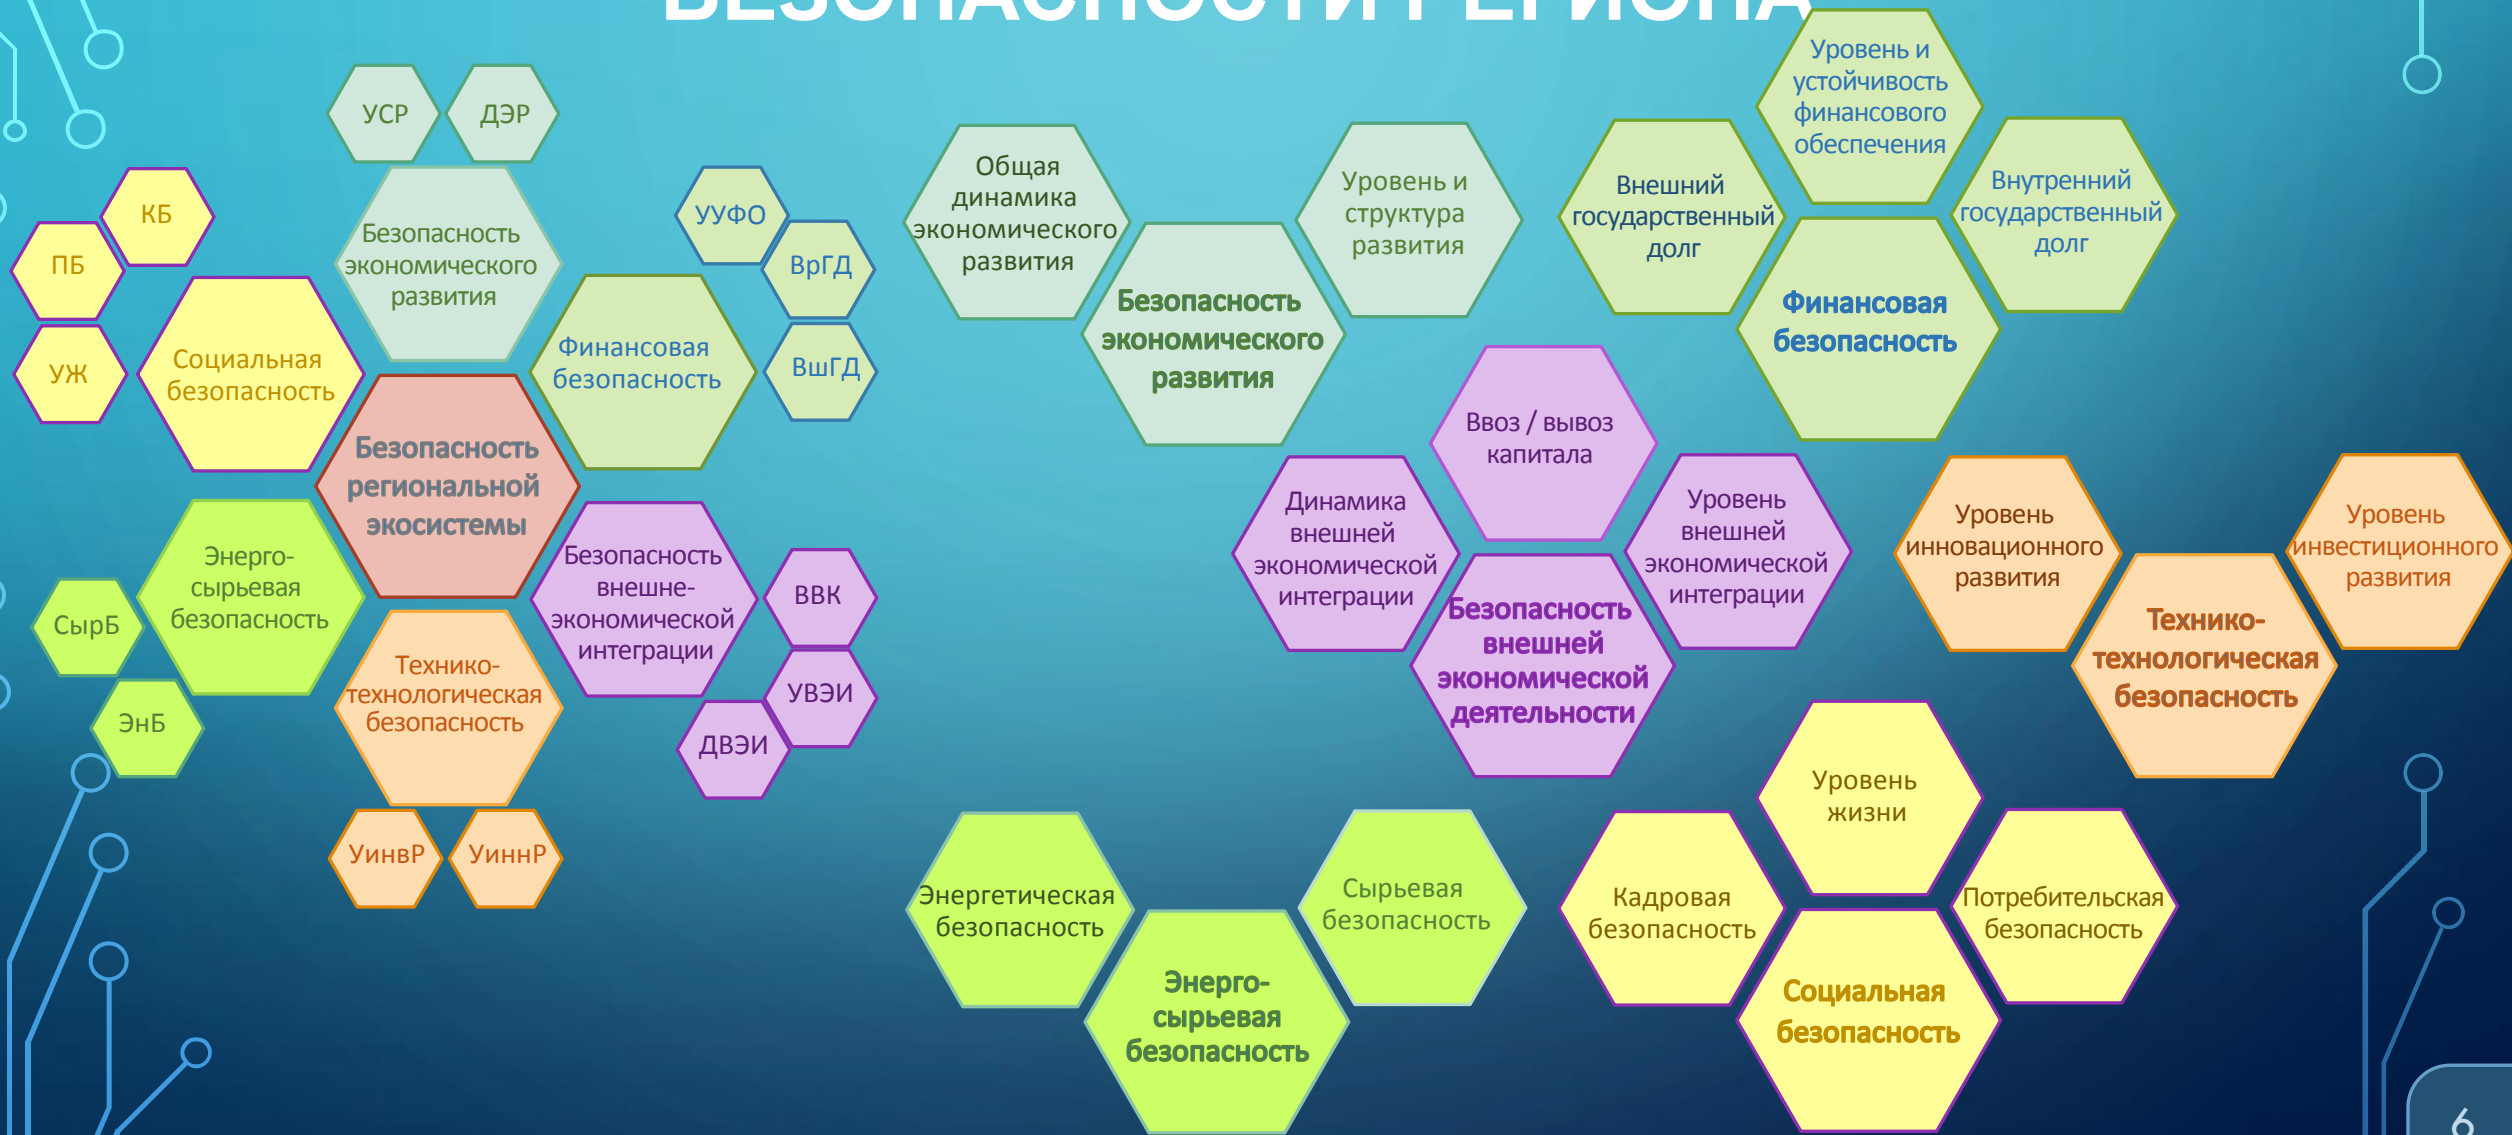 БЕЗОПАСНОСТИ РЕГИОНА
УСР
ДЭР
КБ
ПБ
УЖ
Безопасность
экономического
развития
УУФО
ВрГД
ВшГД
Социальная
безопасность
Финансовая
безопасность
Безопасность
региональной
экосистемы
Энерго-
сырьевая
безопасность
СырБ
ЭнБ
Безопасность
внешне-
экономической
интеграции
ВВК
УВЭИ
ДВЭИ
Технико-
технологическая
безопасность
УинвР
УиннР
Общая
динамика
экономического
развития
Уровень и
структура
развития
Безопасность
экономического
развития
Уровень и
устойчивость
финансового
обеспечения
Внешний
государственный
долг
Внутренний
государственный
долг
Финансовая
безопасность
Ввоз / вывоз
капитала
Динамика
внешней
экономической
интеграции
Уровень
внешней
экономической
интеграции
Безопасность
внешней
экономической
деятельности
Уровень
инновационного
развития
Уровень
инвестиционного
развития
Технико-
технологическая
безопасность
Энергетическая
безопасность
Сырьевая
безопасность
Энерго-
сырьевая
безопасность
Уровень
жизни
Кадровая
безопасность
Потребительская
безопасность
Социальная
безопасность
6